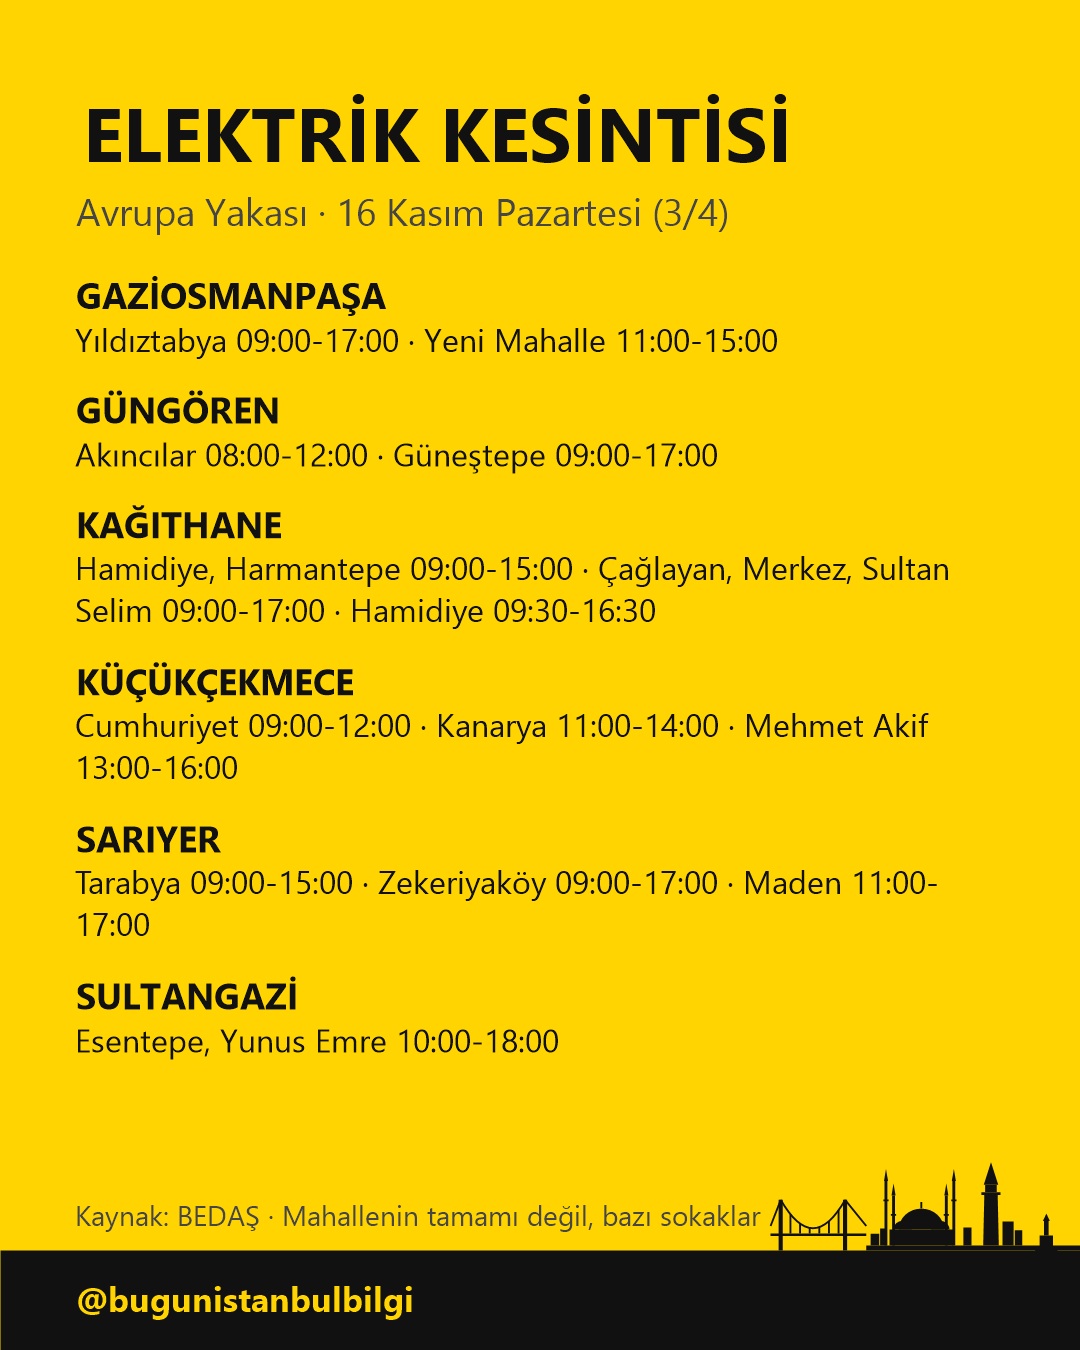 ELEKTRİK KESİNTİSİ
Avrupa Yakası · 16 Kasım Pazartesi (3/4)
GAZİOSMANPAŞA
Yıldıztabya 09:00-17:00 · Yeni Mahalle 11:00-15:00
GÜNGÖREN
Akıncılar 08:00-12:00 · Güneştepe 09:00-17:00
KAĞITHANE
Hamidiye, Harmantepe 09:00-15:00 · Çağlayan, Merkez, Sultan
Selim 09:00-17:00 · Hamidiye 09:30-16:30
KÜÇÜKÇEKMECE
Cumhuriyet 09:00-12:00 · Kanarya 11:00-14:00 · Mehmet Akif
13:00-16:00
SARIYER
Tarabya 09:00-15:00 · Zekeriyaköy 09:00-17:00 · Maden 11:00-
17:00
SULTANGAZİ
Esentepe, Yunus Emre 10:00-18:00
Kaynak: BEDAŞ · Mahallenin tamamı değil, bazı sokaklar
@bugunistanbulbilgi